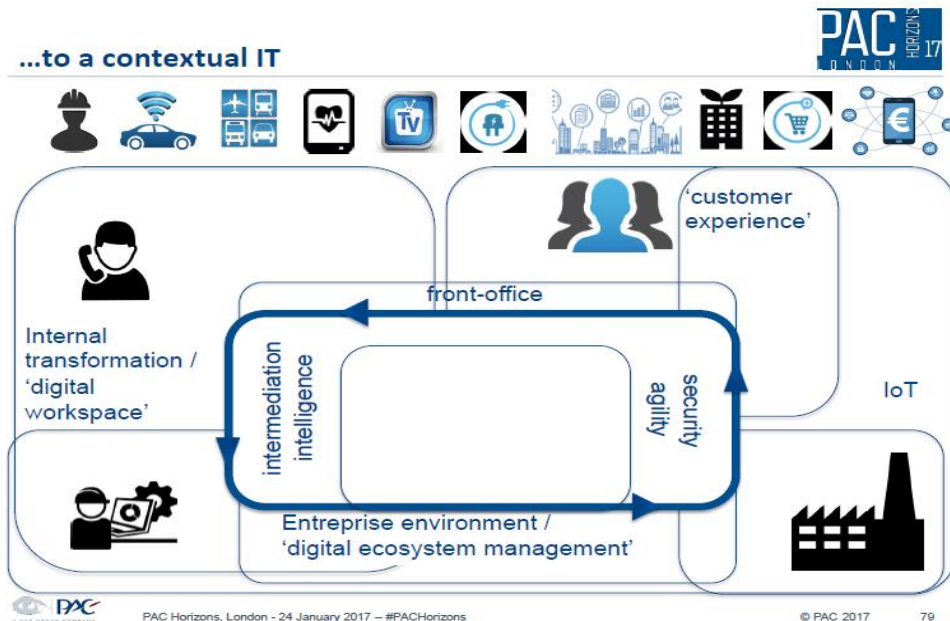 ...to a contextual IT
PAC
LONDON
HORIZONS
17
TV
€
'customer
experience'
front-office
Internal
transformation /
'digital
workspace'
intermediation
intelligence
security
agility
IoT
Entreprise environment /
'digital ecosystem management'
PAC
PAC Horizons, London - 24 January 2017 – #PACHorizons
© PAC 2017
79